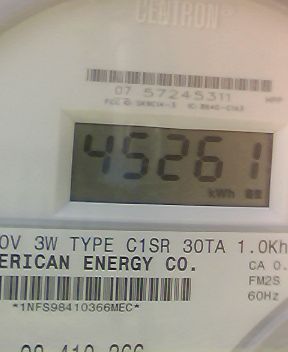 CENTRON
07 57245311
45261
kWh
0V 3W TYPE C1SR 30TA 1.0Kh
ERICAN ENERGY CO.
CA 0.
FM2S
60Hz
*1NFS98410366MEC*